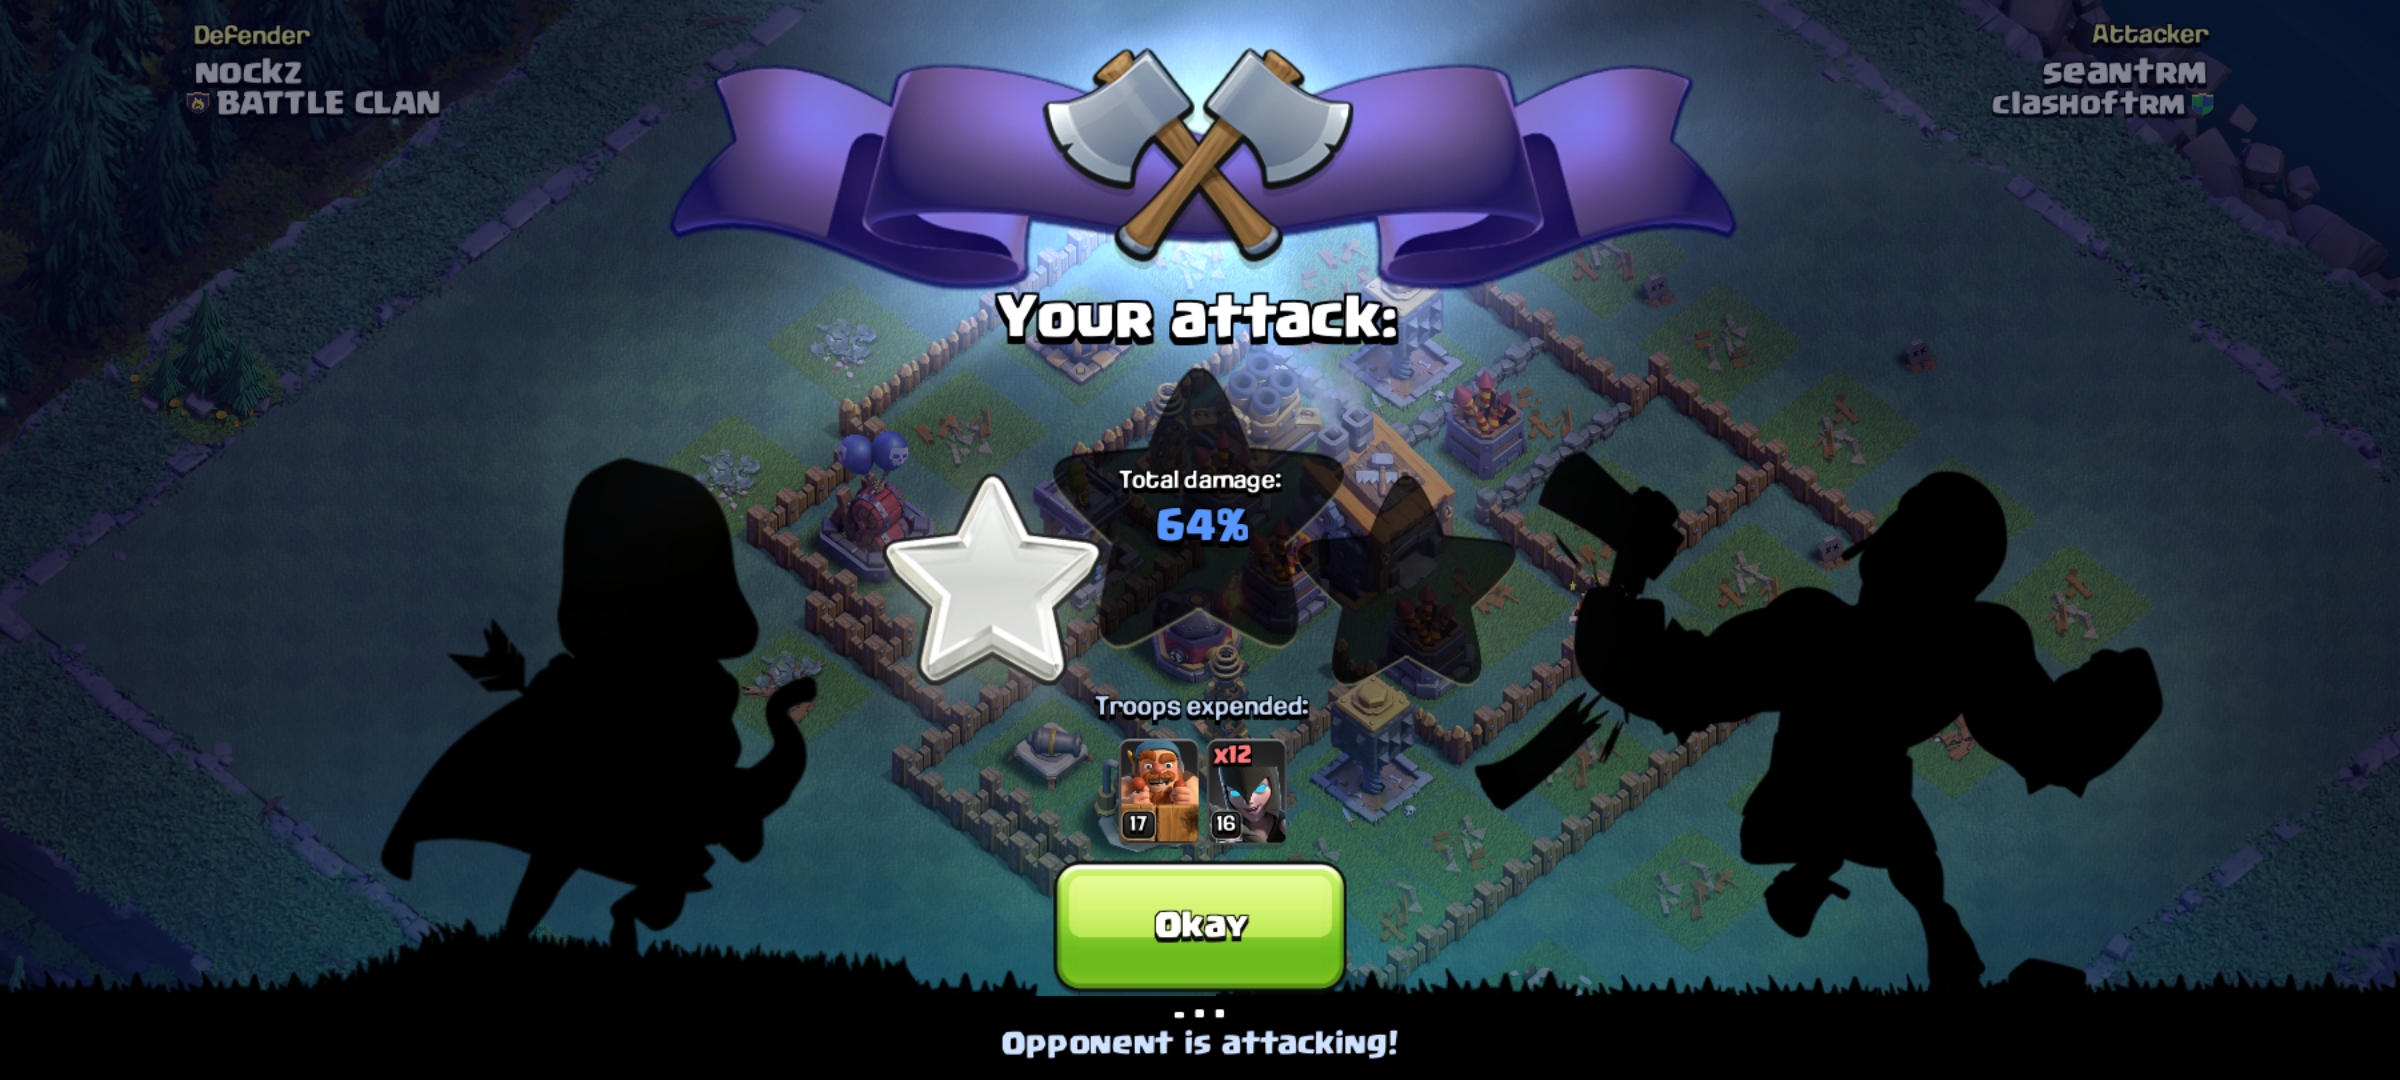 Defender
Nockz
BATTLE CLAN
Attacker
seantRM
clashoftRM
Your attack:
Total damage:
64%
Troops expended:
x12
17
16
Okay
...
Opponent is attacking!